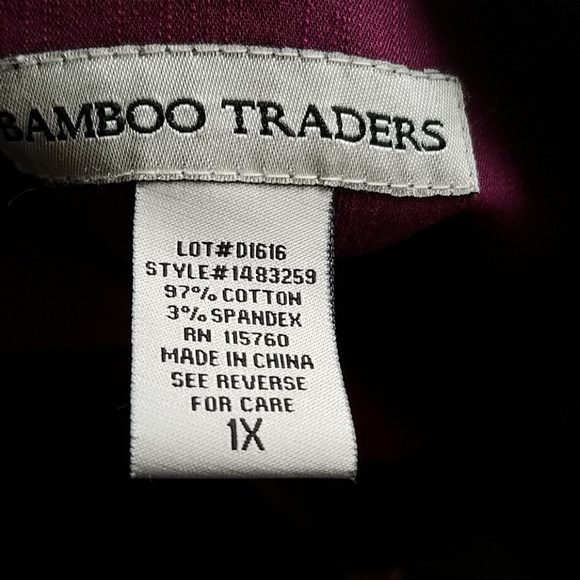 BAMBOO TRADERS
LOT#D1616
STYLE#1483259
97% COTTON
3% SPANDEX
RN 115760
MADE IN CHINA
SEE REVERSE
FOR CARE
1X